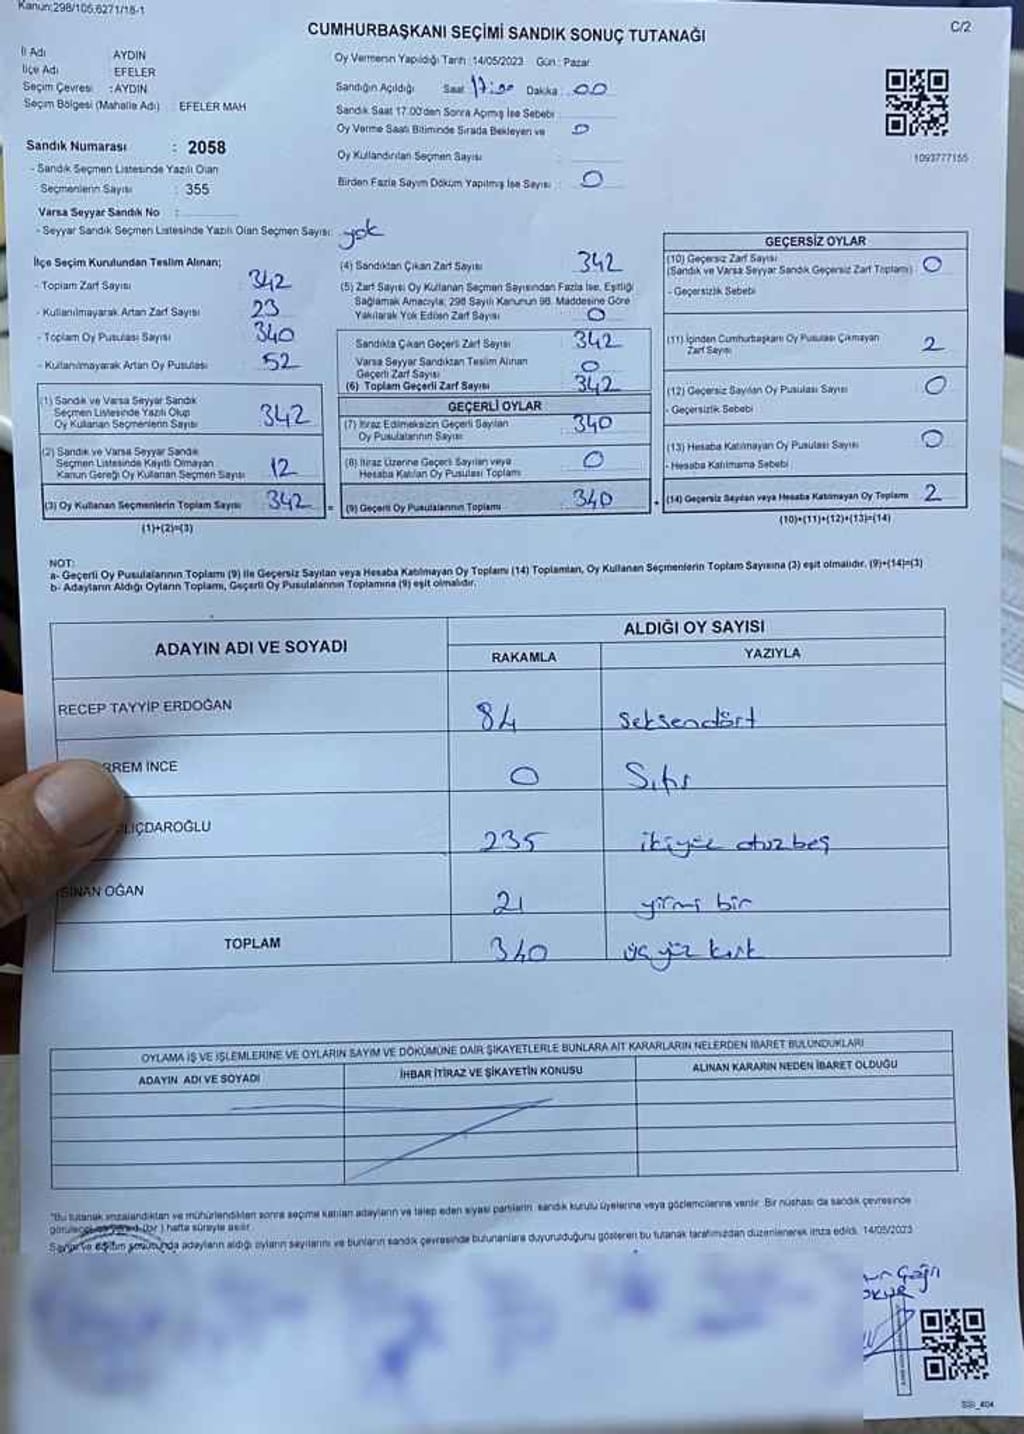 Kanun:298/105,6271/18-1
CUMHURBAŞKANI SEÇİMİ SANDIK SONUÇ TUTANAĞI
C/2
İl Adı AYDIN
İlçe Adı EFELER
Seçim Çevresi : AYDIN
Seçim Bölgesi (Mahalle Adı) : EFELER MAH
Sandık Numarası : 2058
- Sandık Seçmen Listesinde Yazılı Olan
Seçmenlerin Sayısı : 355
Varsa Seyyar Sandık No :
- Seyyar Sandık Seçmen Listesinde Yazılı Olan Seçmen Sayısı: yok
Oy Vermenin Yapıldığı Tarih : 14/05/2023 Gün : Pazar
Sandığın Açıldığı Saat 17:00 Dakika : 00
Sandık Saat 17.00'den Sonra Açmış İse Sebebi :
Oy Verme Saati Bitiminde Sırada Bekleyen ve 0
Oy Kullandırılan Seçmen Sayısı
Birden Fazla Sayım Döküm Yapılmış İse Sayısı : 0
1093777155
İlçe Seçim Kurulundan Teslim Alınan;
- Toplam Zarf Sayısı 342
- Kullanılmayarak Artan Zarf Sayısı 23
- Toplam Oy Pusulası Sayısı 340
- Kullanılmayarak Artan Oy Pusulası 52
(1) Sandık ve Varsa Seyyar Sandık
Seçmen Listesinde Yazılı Olup
Oy Kullanan Seçmenlerin Sayısı 342
(2) Sandık ve Varsa Seyyar Sandık
Seçmen Listesinde Kayıtlı Olmayan
Kanun Gereği Oy Kullanan Seçmen Sayısı 12
(3) Oy Kullanan Seçmenlerin Toplam Sayısı 342 =
(1)+(2)=(3)
(4) Sandıktan Çıkan Zarf Sayısı 342
(5) Zarf Sayısı Oy Kullanan Seçmen Sayısından Fazla İse, Eşitliği
Sağlamak Amacıyla; 298 Sayılı Kanunun 98. Maddesine Göre
Yakılarak Yok Edilen Zarf Sayısı 0
Sandıkta Çıkan Geçerli Zarf Sayısı 342
Varsa Seyyar Sandıktan Teslim Alınan
Geçerli Zarf Sayısı 0
(6) Toplam Geçerli Zarf Sayısı 342
GEÇERLİ OYLAR
(7) İtiraz Edilmeksizin Geçerli Sayılan
Oy Pusulalarının Sayısı 340
(8) İtiraz Üzerine Geçerli Sayılan veya
Hesaba Katılan Oy Pusulası Toplamı 0
(9) Geçerli Oy Pusulalarının Toplamı 340 +
GEÇERSİZ OYLAR
(10) Geçersiz Zarf Sayısı
(Sandık ve Varsa Seyyar Sandık Geçersiz Zarf Toplamı) 0
- Geçersizlik Sebebi
(11) İçinden Cumhurbaşkanı Oy Pusulası Çıkmayan
Zarf Sayısı 2
(12) Geçersiz Sayılan Oy Pusulası Sayısı 0
- Geçersizlik Sebebi
(13) Hesaba Katılmayan Oy Pusulası Sayısı 0
- Hesaba Katılmama Sebebi
(14) Geçersiz Sayılan veya Hesaba Katılmayan Oy Toplamı 2
(10)+(11)+(12)+(13)=(14)
NOT:
a- Geçerli Oy Pusulalarının Toplamı (9) ile Geçersiz Sayılan veya Hesaba Katılmayan Oy Toplamı (14) Toplamları, Oy Kullanan Seçmenlerin Toplam Sayısına (3) eşit olmalıdır. (9)+(14)=(3)
b- Adayların Aldığı Oyların Toplamı, Geçerli Oy Pusulalarının Toplamına (9) eşit olmalıdır.
ADAYIN ADI VE SOYADI
ALDIĞI OY SAYISI
RAKAMLA YAZIYLA
RECEP TAYYİP ERDOĞAN 84 seksendört
RREM İNCE 0 Sıfır
LIÇDAROĞLU 235 ikiyüz otuzbeş
SİNAN OĞAN 21 yirmi bir
TOPLAM 340 üçyüz kırk
OYLAMA İŞ VE İŞLEMLERİNE VE OYLARIN SAYIM VE DÖKÜMÜNE DAİR ŞİKAYETLERLE BUNLARA AİT KARARLARIN NELERDEN İBARET BULUNDUKLARI
ADAYIN ADI VE SOYADI İHBAR İTİRAZ VE ŞİKAYETİN KONUSU ALINAN KARARIN NEDEN İBARET OLDUĞU
"Bu tutanak imzalandıktan ve mühürlendikten sonra seçime katılan adayların ve talep eden siyasi partilerin sandık kurulu üyelerine veya gözlemcilerine verilir. Bir nüshası da sandık çevresinde
(bir ) hafta süreyle asılır.
Sayım ve döküm sonucunda adayların aldığı oyların sayılarını ve bunların sandık çevresinde bulunanlara duyurulduğunu gösteren bu tutanak tarafımızdan düzenlenerek imza edildi. 14/05/2023